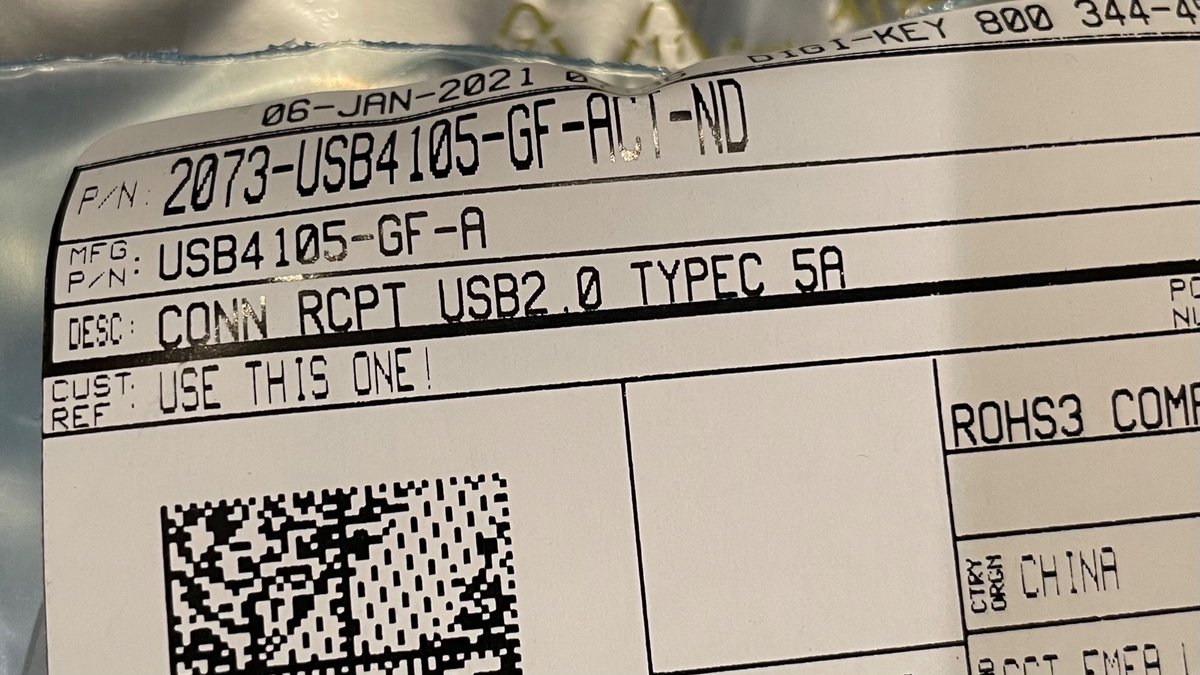 DIGI-KEY 800 344-4
06-JAN-2021
P/N: 2073-USB4105-GF-ACT-ND
MFG. P/N: USB4105-GF-A
DESC: CONN RCPT USB2.0 TYPEC 5A
CUST REF: USE THIS ONE!
ROHS3
CTRY ORGN CHINA